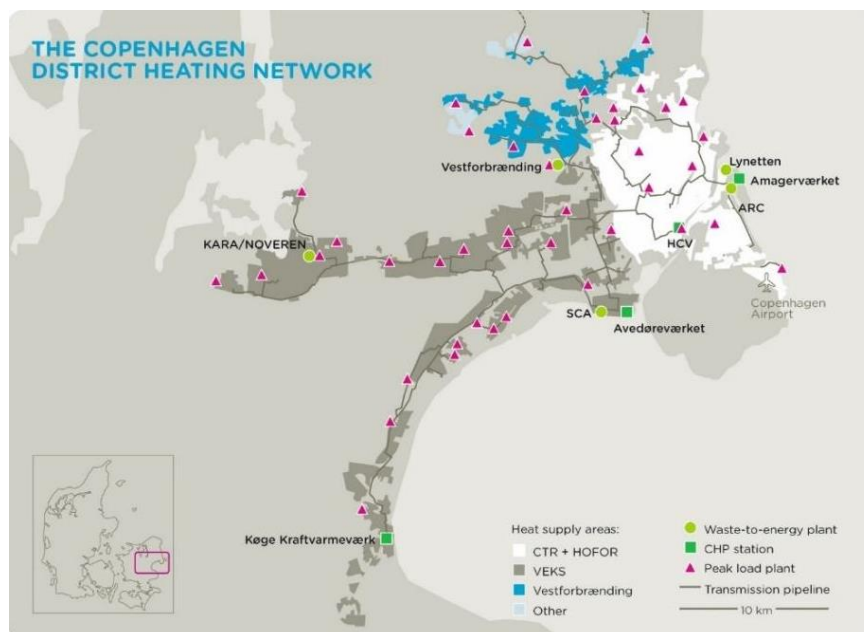 THE COPENHAGEN
DISTRICT HEATING NETWORK
Vestforbrænding
Lynetten
Amagerværket
ARC
KARA/NOVEREN
HCV
Copenhagen
Airport
SCA
Avedøreværket
Køge Kraftvarmeværk
Heat supply areas:
CTR + HOFOR
VEKS
Vestforbrænding
Other
Waste-to-energy plant
CHP station
Peak load plant
Transmission pipeline
10 km